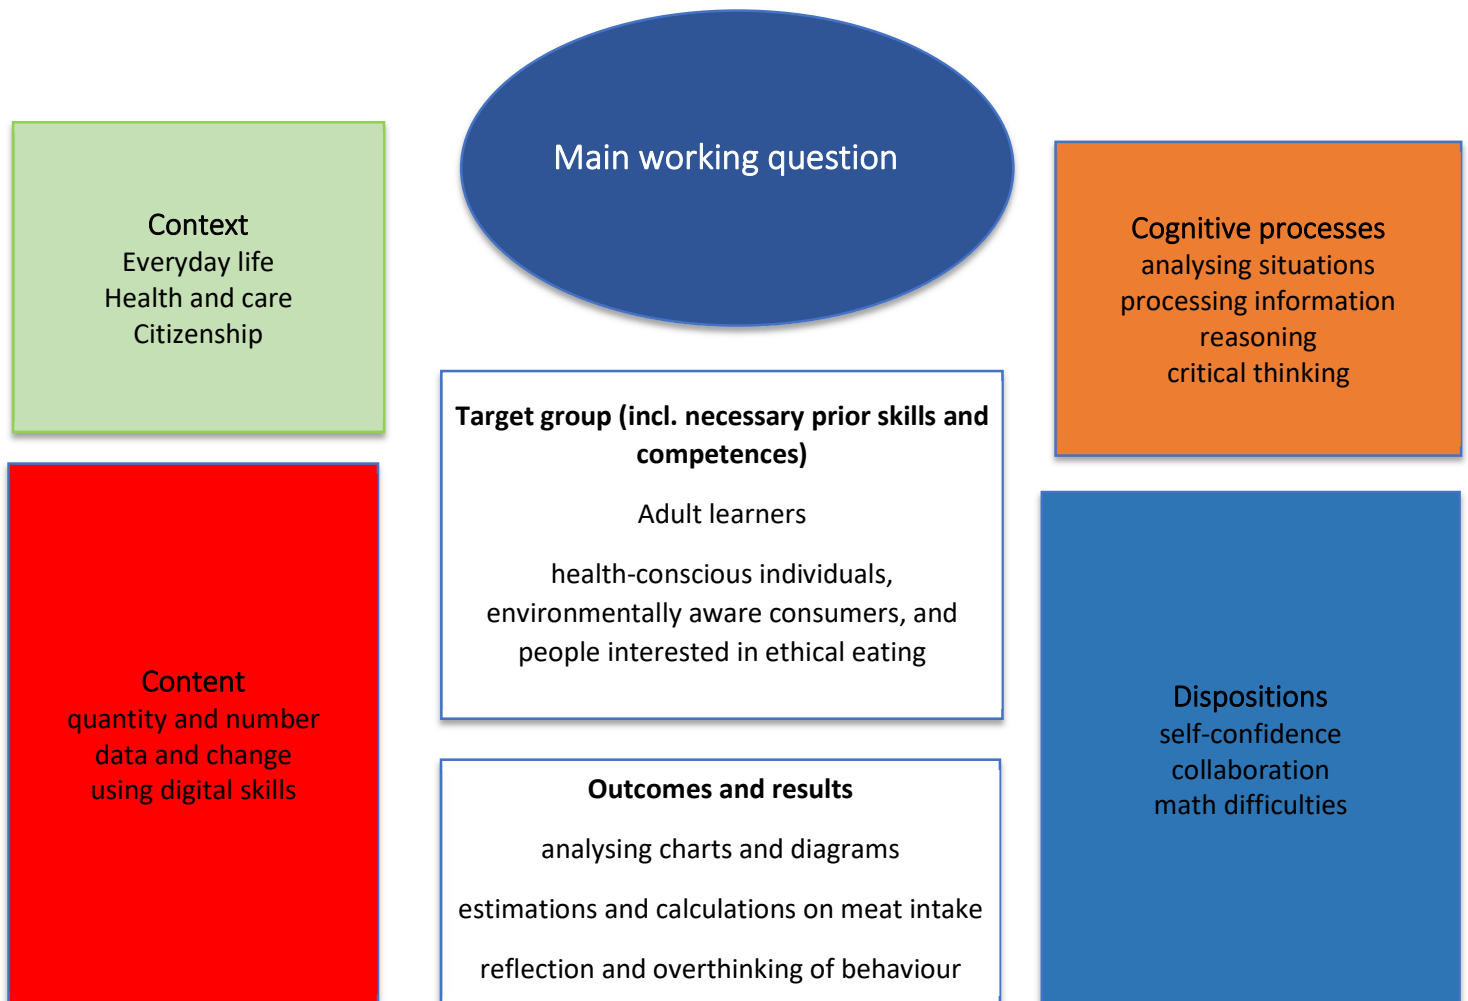 Main working question
Context
Everyday life
Health and care
Citizenship
Cognitive processes
analysing situations
processing information
reasoning
critical thinking
Target group (incl. necessary prior skills and
competences)
Adult learners
health-conscious individuals,
environmentally aware consumers, and
people interested in ethical eating
Content
quantity and number
data and change
using digital skills
Dispositions
self-confidence
collaboration
math difficulties
Outcomes and results
analysing charts and diagrams
estimations and calculations on meat intake
reflection and overthinking of behaviour